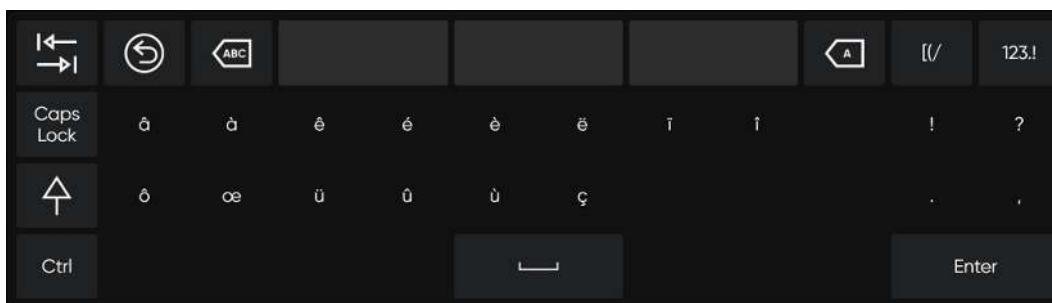 ABC A [(/ 123.!
Caps Lock â à ê é è ë ī î ! ?
ô œ ü û ù ç . ,
Ctrl Enter